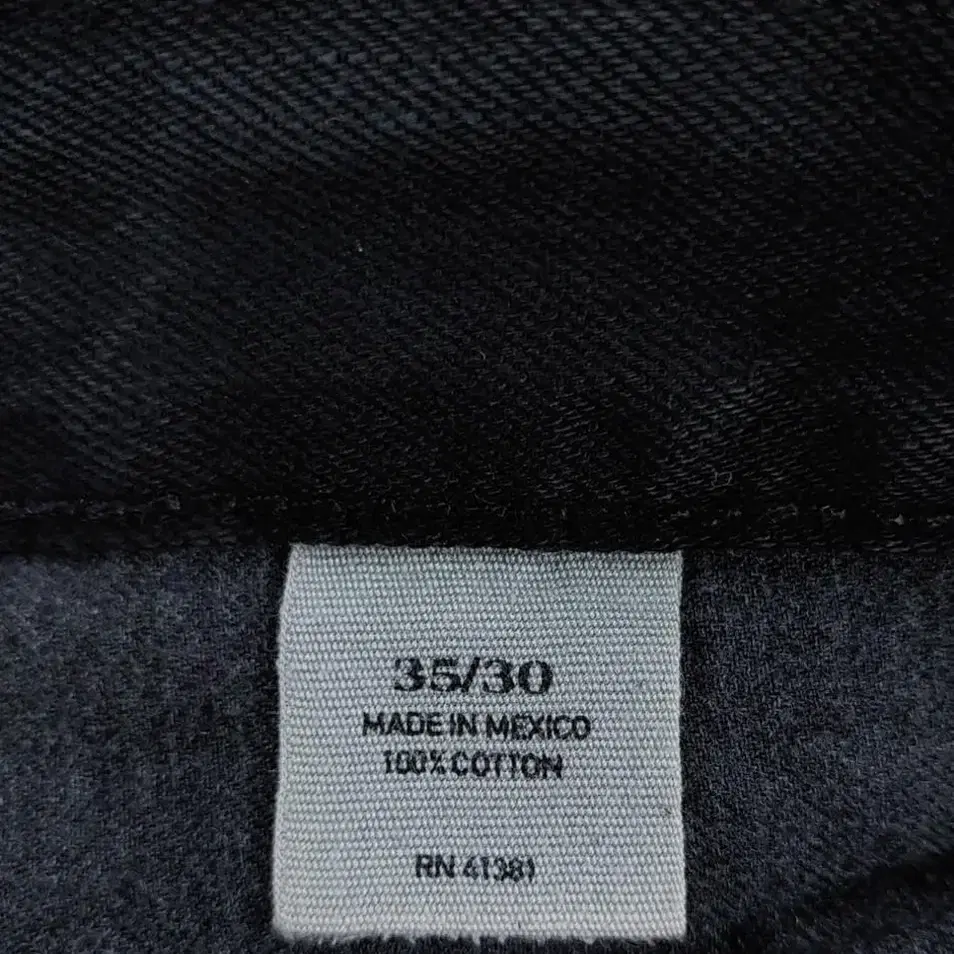 35/30
MADE IN MEXICO
100% COTTON
RN 41381